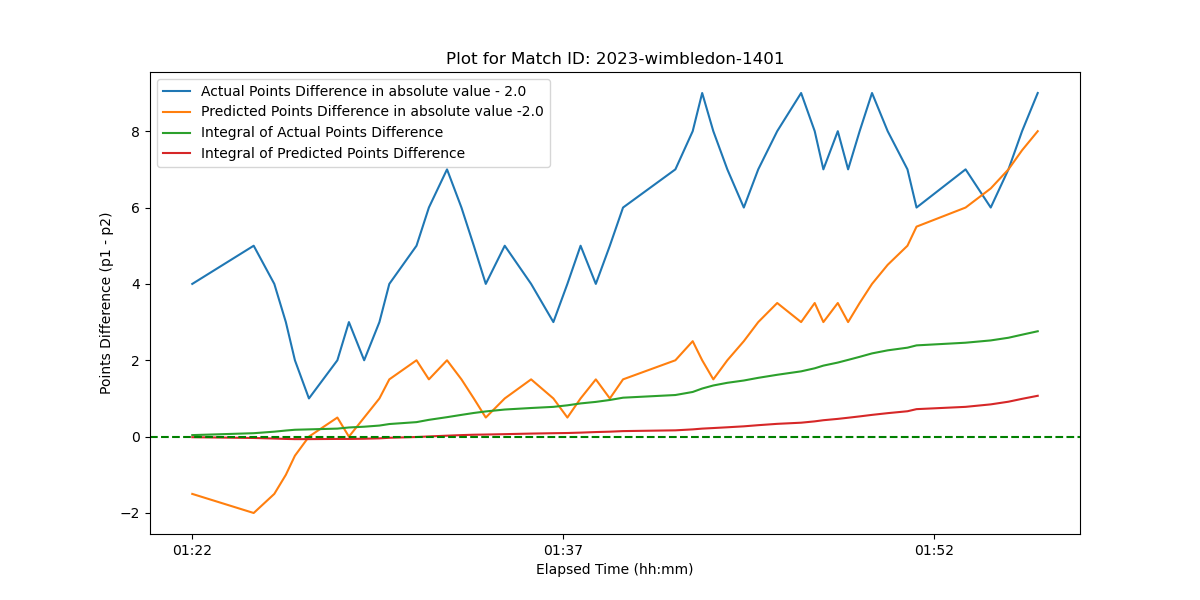 Plot for Match ID: 2023-wimbledon-1401
Actual Points Difference in absolute value - 2.0
Predicted Points Difference in absolute value -2.0
Integral of Actual Points Difference
Integral of Predicted Points Difference
Points Difference (p1 - p2)
8
6
4
2
0
−2
01:22
01:37
01:52
Elapsed Time (hh:mm)